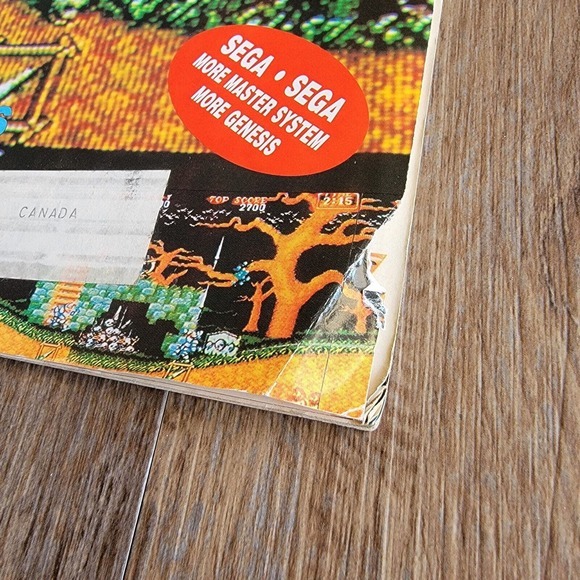 SEGA • SEGA
MORE MASTER SYSTEM
MORE GENESIS
CANADA
TOP SCORE
2700
2:15